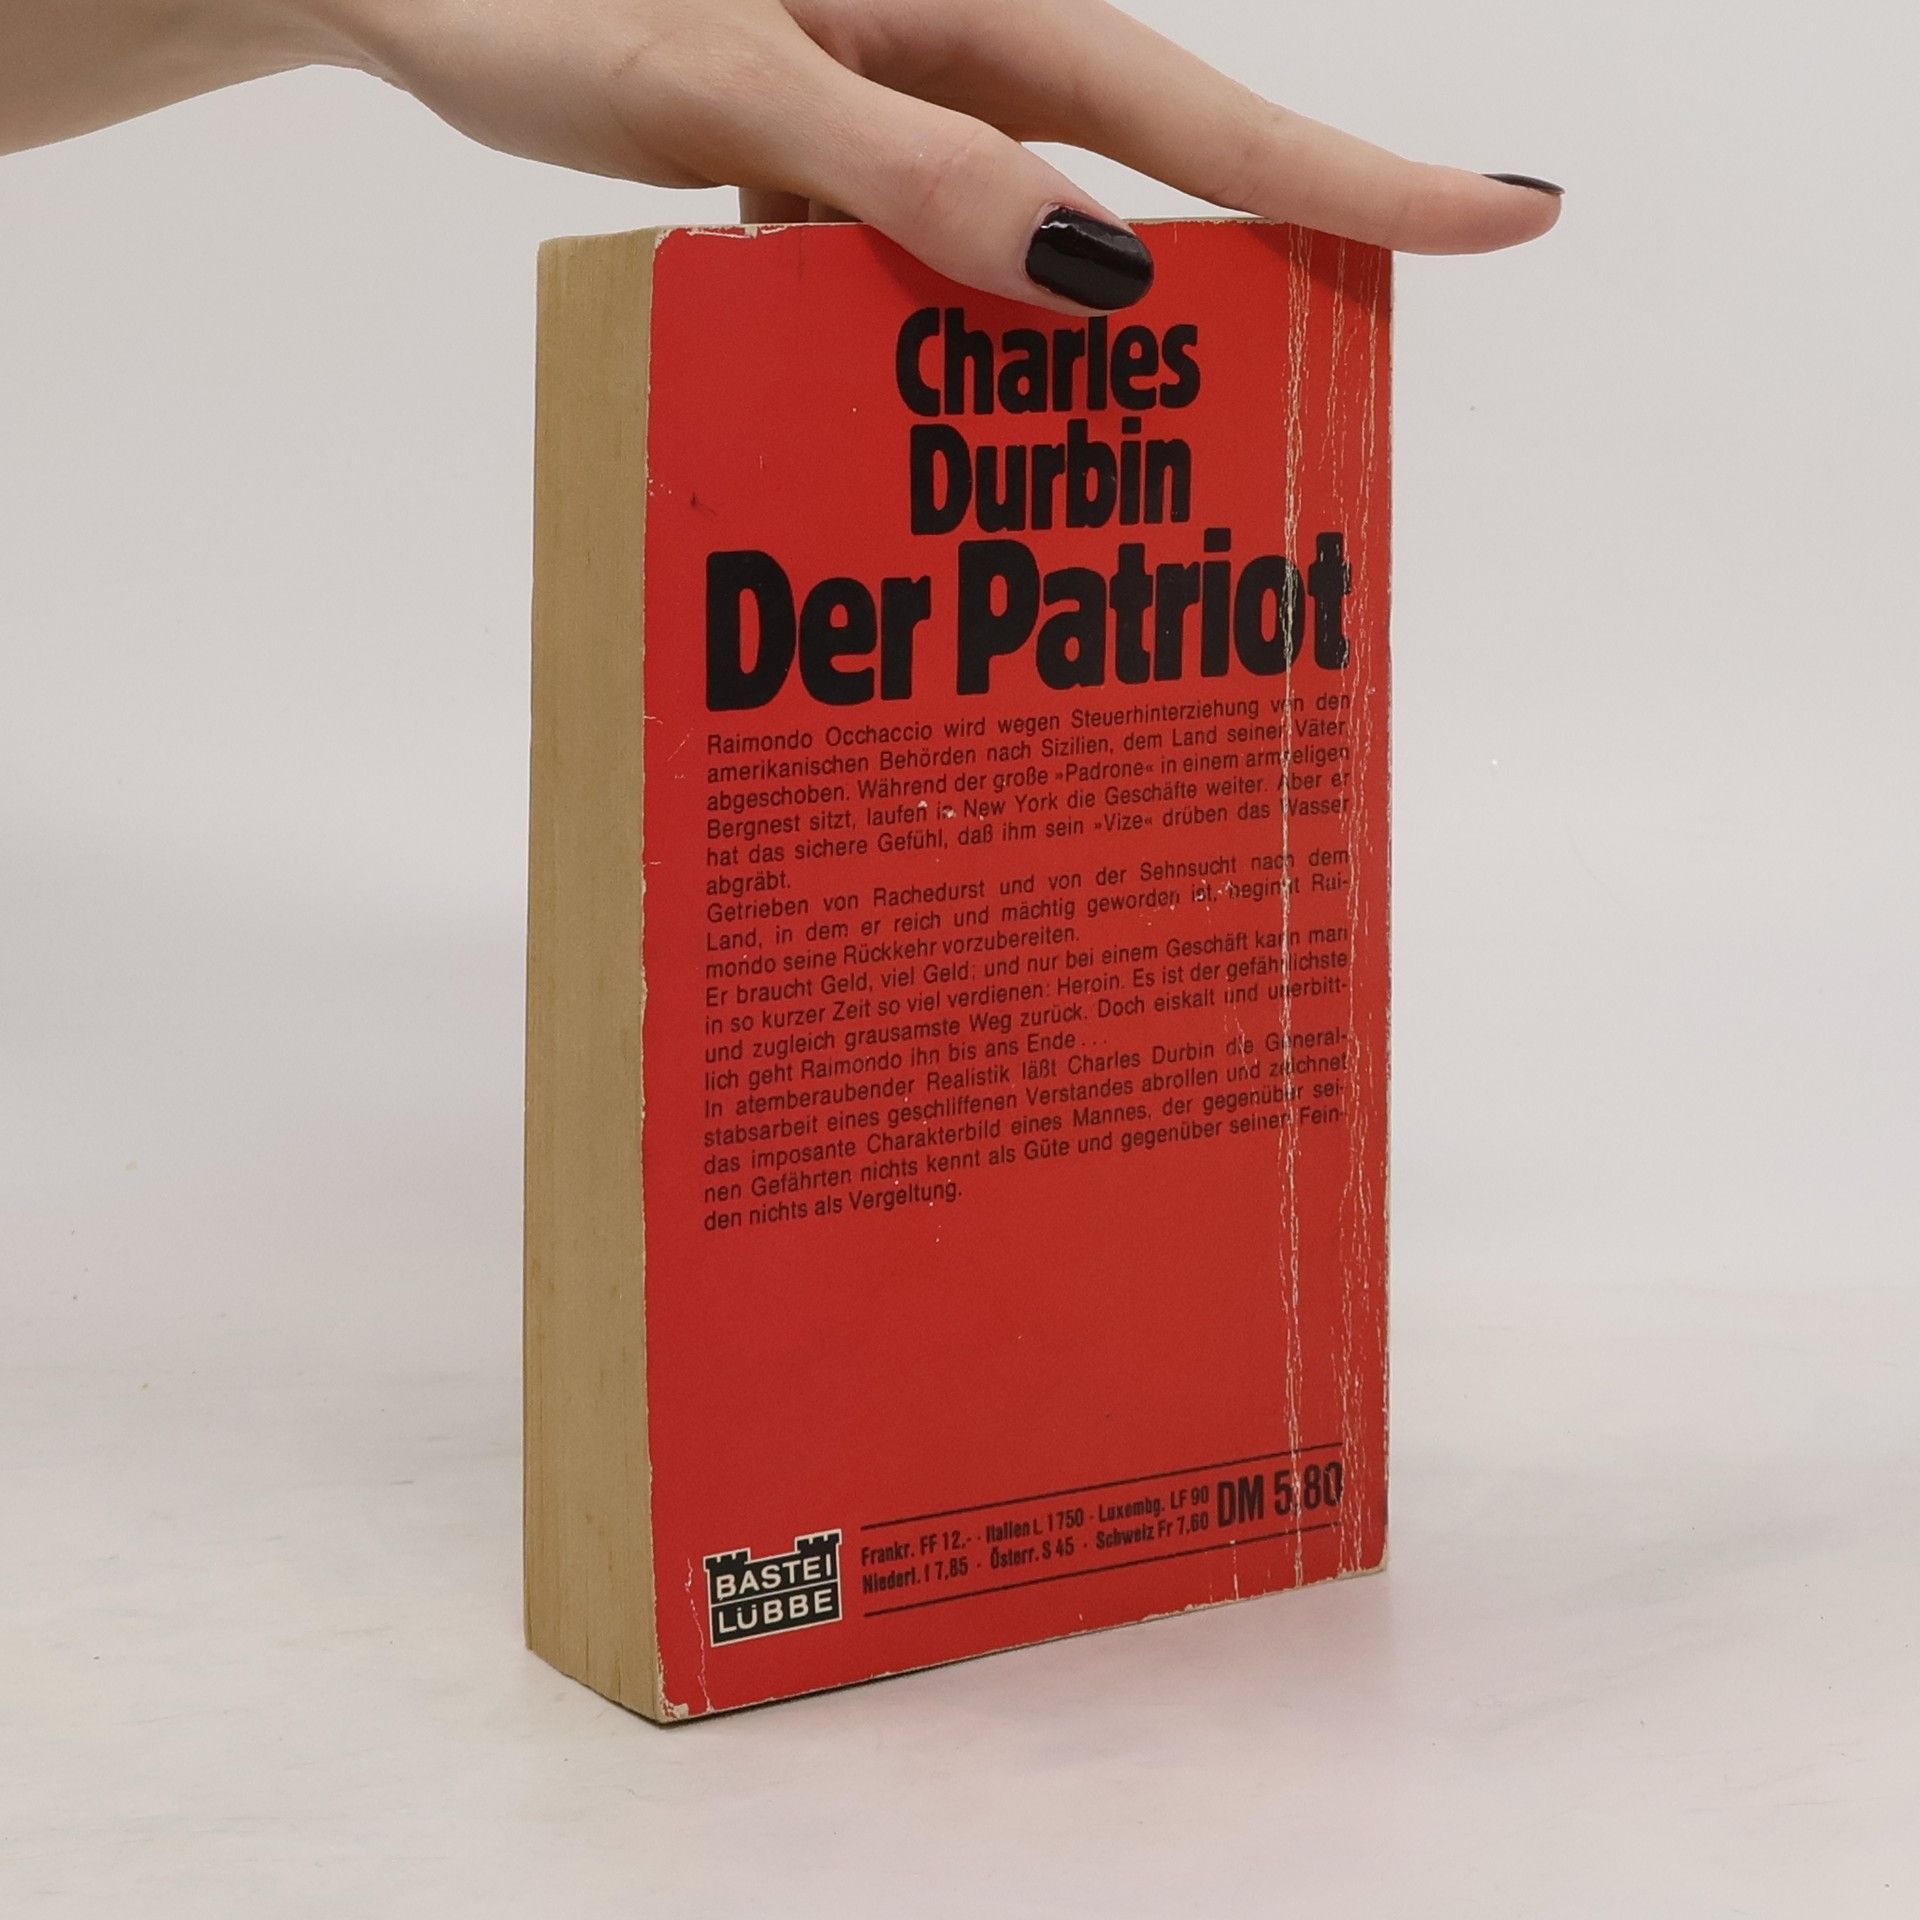 Charles
Durbin
Der Patriot
Raimondo Occhaccio wird wegen Steuerhinterziehung von den
amerikanischen Behörden nach Sizilien, dem Land seiner Väter
abgeschoben. Während der große »Padrone« in einem armseligen
Bergnest sitzt, laufen in New York die Geschäfte weiter. Aber er
hat das sichere Gefühl, daß ihm sein »Vize« drüben das Wasser
abgräbt.
Getrieben von Rachedurst und von der Sehnsucht nach dem
Land, in dem er reich und mächtig geworden ist, beginnt Rai-
mondo seine Rückkehr vorzubereiten.
Er braucht Geld, viel Geld; und nur bei einem Geschäft kann man
in so kurzer Zeit so viel verdienen: Heroin. Es ist der gefährlichste
und zugleich grausamste Weg zurück. Doch eiskalt und unerbitt-
lich geht Raimondo ihn bis ans Ende ...
In atemberaubender Realistik läßt Charles Durbin die General-
stabsarbeit eines geschliffenen Verstandes abrollen und zeichnet
das imposante Charakterbild eines Mannes, der gegenüber sei-
nen Gefährten nichts kennt als Güte und gegenüber seinen Fein-
den nichts als Vergeltung.
BASTEI
LÜBBE
Frankr. FF 12,- · Italien L 1750 · Luxembg. LF 90
Niederl. f 7,85 · Österr. S 45 · Schweiz Fr 7,60
DM 5,80